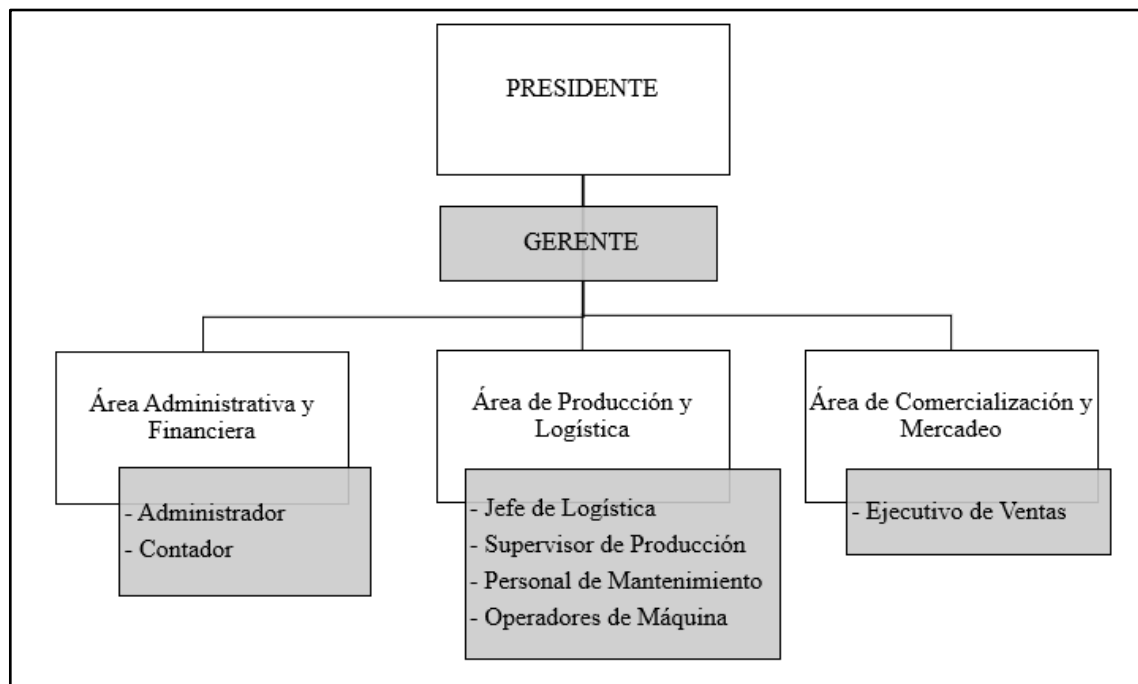 PRESIDENTE
GERENTE
Área Administrativa y
Financiera
- Administrador
- Contador
Área de Producción y
Logística
- Jefe de Logística
- Supervisor de Producción
- Personal de Mantenimiento
- Operadores de Máquina
Área de Comercialización y
Mercadeo
- Ejecutivo de Ventas